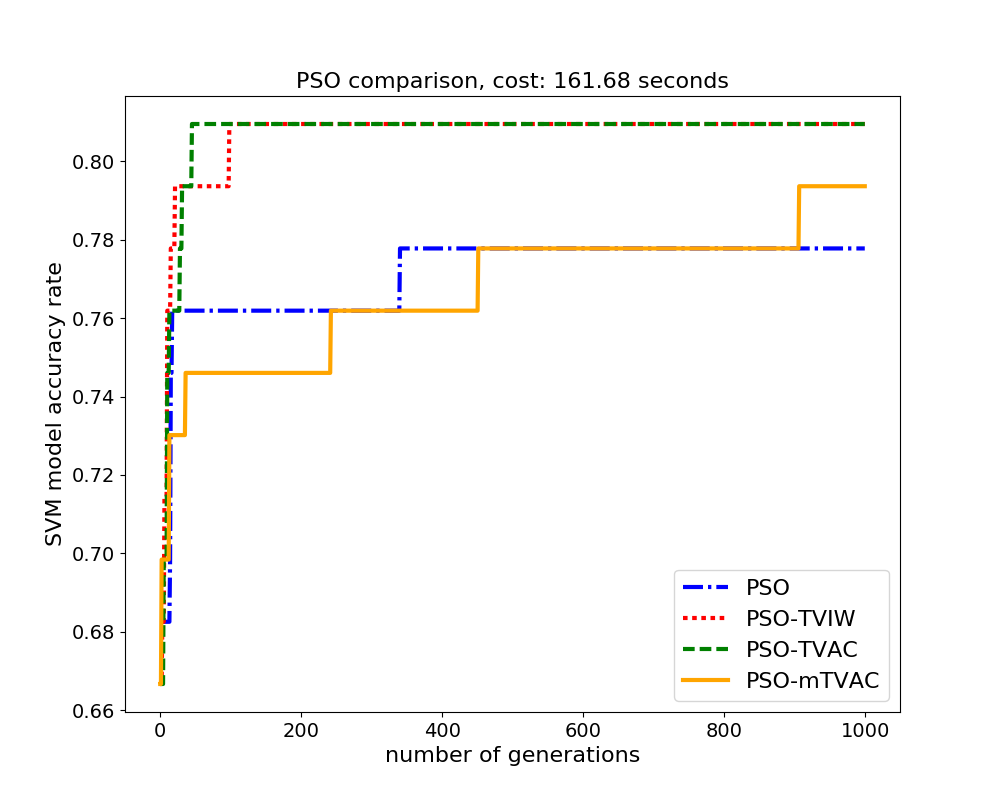 PSO comparison, cost: 161.68 seconds
SVM model accuracy rate
0.80
0.78
0.76
0.74
0.72
0.70
0.68
0.66
0 200 400 600 800 1000
number of generations
PSO
PSO-TVIW
PSO-TVAC
PSO-mTVAC